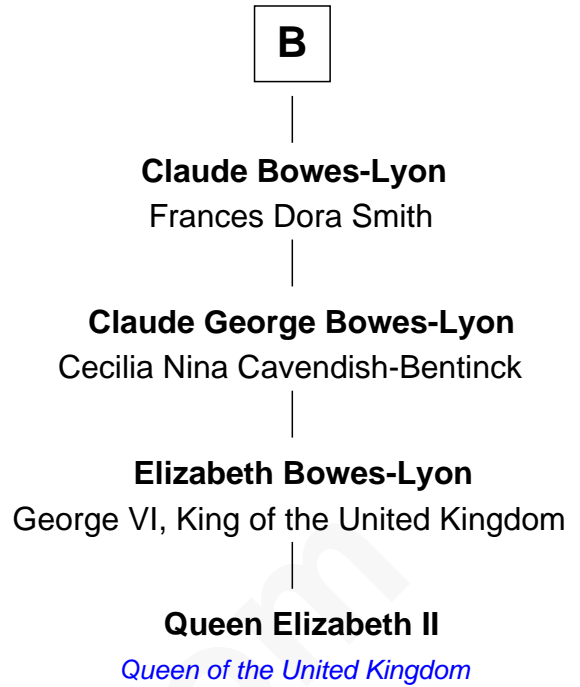 B
Claude Bowes-Lyon
Frances Dora Smith
Claude George Bowes-Lyon
Cecilia Nina Cavendish-Bentinck
Elizabeth Bowes-Lyon
George VI, King of the United Kingdom
Queen Elizabeth II
Queen of the United Kingdom